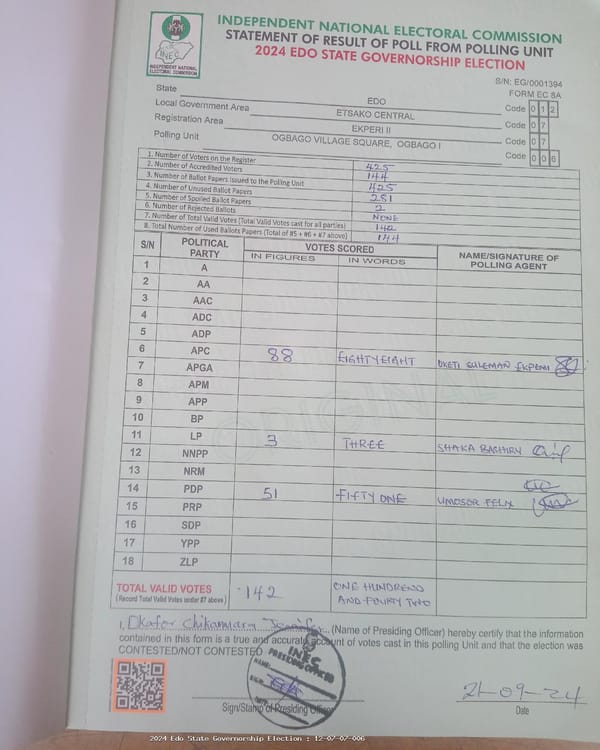 INDEPENDENT NATIONAL ELECTORAL COMMISSION
STATEMENT OF RESULT OF POLL FROM POLLING UNIT
2024 EDO STATE GOVERNORSHIP ELECTION
INEC
INDEPENDENT NATIONAL ELECTORAL COMMISSION
S/N: EG/0001394
FORM EC 8A
State EDO Code 0 1 2
Local Government Area ETSAKO CENTRAL Code 0 7
Registration Area EKPERI II Code 0 7
Polling Unit OGBAGO VILLAGE SQUARE, OGBAGO I Code 0 0 6
1. Number of Voters on the Register 425
2. Number of Accredited Voters 144
3. Number of Ballot Papers issued to the Polling Unit 425
4. Number of Unused Ballot Papers 281
5. Number of Spoiled Ballot Papers 2
6. Number of Rejected Ballots NONE
7. Number of Total Valid Votes (Total Valid Votes cast for all parties) 142
8. Total Number of Used Ballots Papers (Total of #5 + #6 + #7 above) 144
S/N POLITICAL PARTY VOTES SCORED NAME/SIGNATURE OF POLLING AGENT
IN FIGURES IN WORDS
1 A
2 AA
3 AAC
4 ADC
5 ADP
6 APC 88 EIGHTYEIGHT OKETI SULEMAN EKPEMI
7 APGA
8 APM
9 APP
10 BP
11 LP 3 THREE SHAKA BASHIRU
12 NNPP
13 NRM
14 PDP 51 FIFTY ONE UMOSOR FELIX
15 PRP
16 SDP
17 YPP
18 ZLP
TOTAL VALID VOTES 142 ONE HUNDREND
(Record Total Valid Votes under #7 above) AND FOURTY TWO
I, Okafor Chikamara Jennifer (Name of Presiding Officer) hereby certify that the information
contained in this form is a true and accurate account of votes cast in this polling Unit and that the election was
CONTESTED/NOT CONTESTED
INEC
PRESIDING OFFICER
NAME:
SIGN:
DATE:
21-09-24
Sign/Stamp of Presiding Officer Date
2024 Edo State Governorship Election : 12-07-07-006